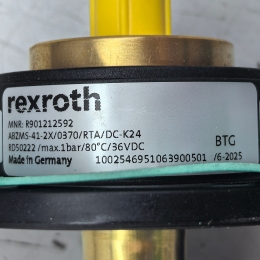 rexroth
MNR: R901212592
ABZMS-41-2X/0370/RTA/DC-K24
RD50222 /max.1bar/80°C/36VDC
BTG
Made in Germany 1002546951063900501 /6-2025